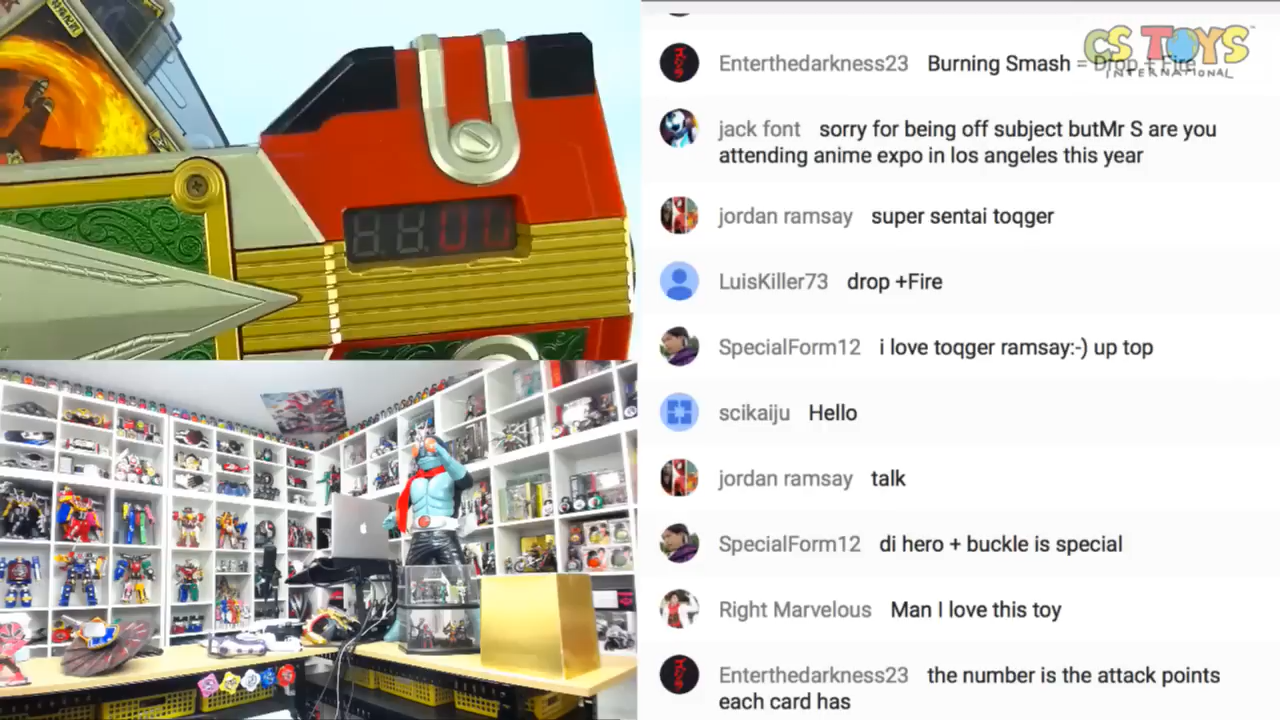 CS TOYS
INTERNATIONAL
Enterthedarkness23 Burning Smash = Drop + Fire
jack font sorry for being off subject butMr S are you
attending anime expo in los angeles this year
jordan ramsay super sentai toqger
LuisKiller73 drop +Fire
SpecialForm12 i love toqger ramsay:-) up top
scikaiju Hello
jordan ramsay talk
SpecialForm12 di hero + buckle is special
Right Marvelous Man I love this toy
Enterthedarkness23 the number is the attack points
each card has